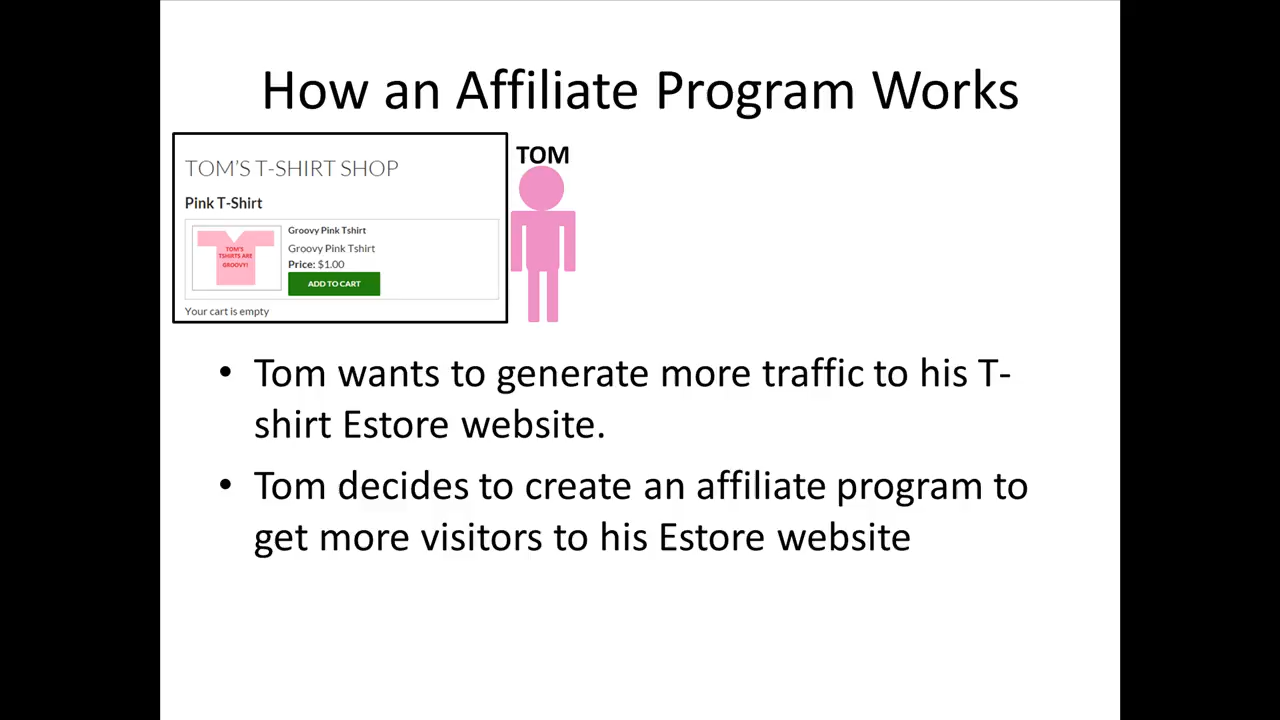 How an Affiliate Program Works
TOM'S T-SHIRT SHOP
TOM
Pink T-Shirt
TOM'S
TSHIRTS ARE
GROOVY!
Groovy Pink Tshirt
Groovy Pink Tshirt
Price: $1.00
ADD TO CART
Your cart is empty
• Tom wants to generate more traffic to his T-
shirt Estore website.
• Tom decides to create an affiliate program to
get more visitors to his Estore website